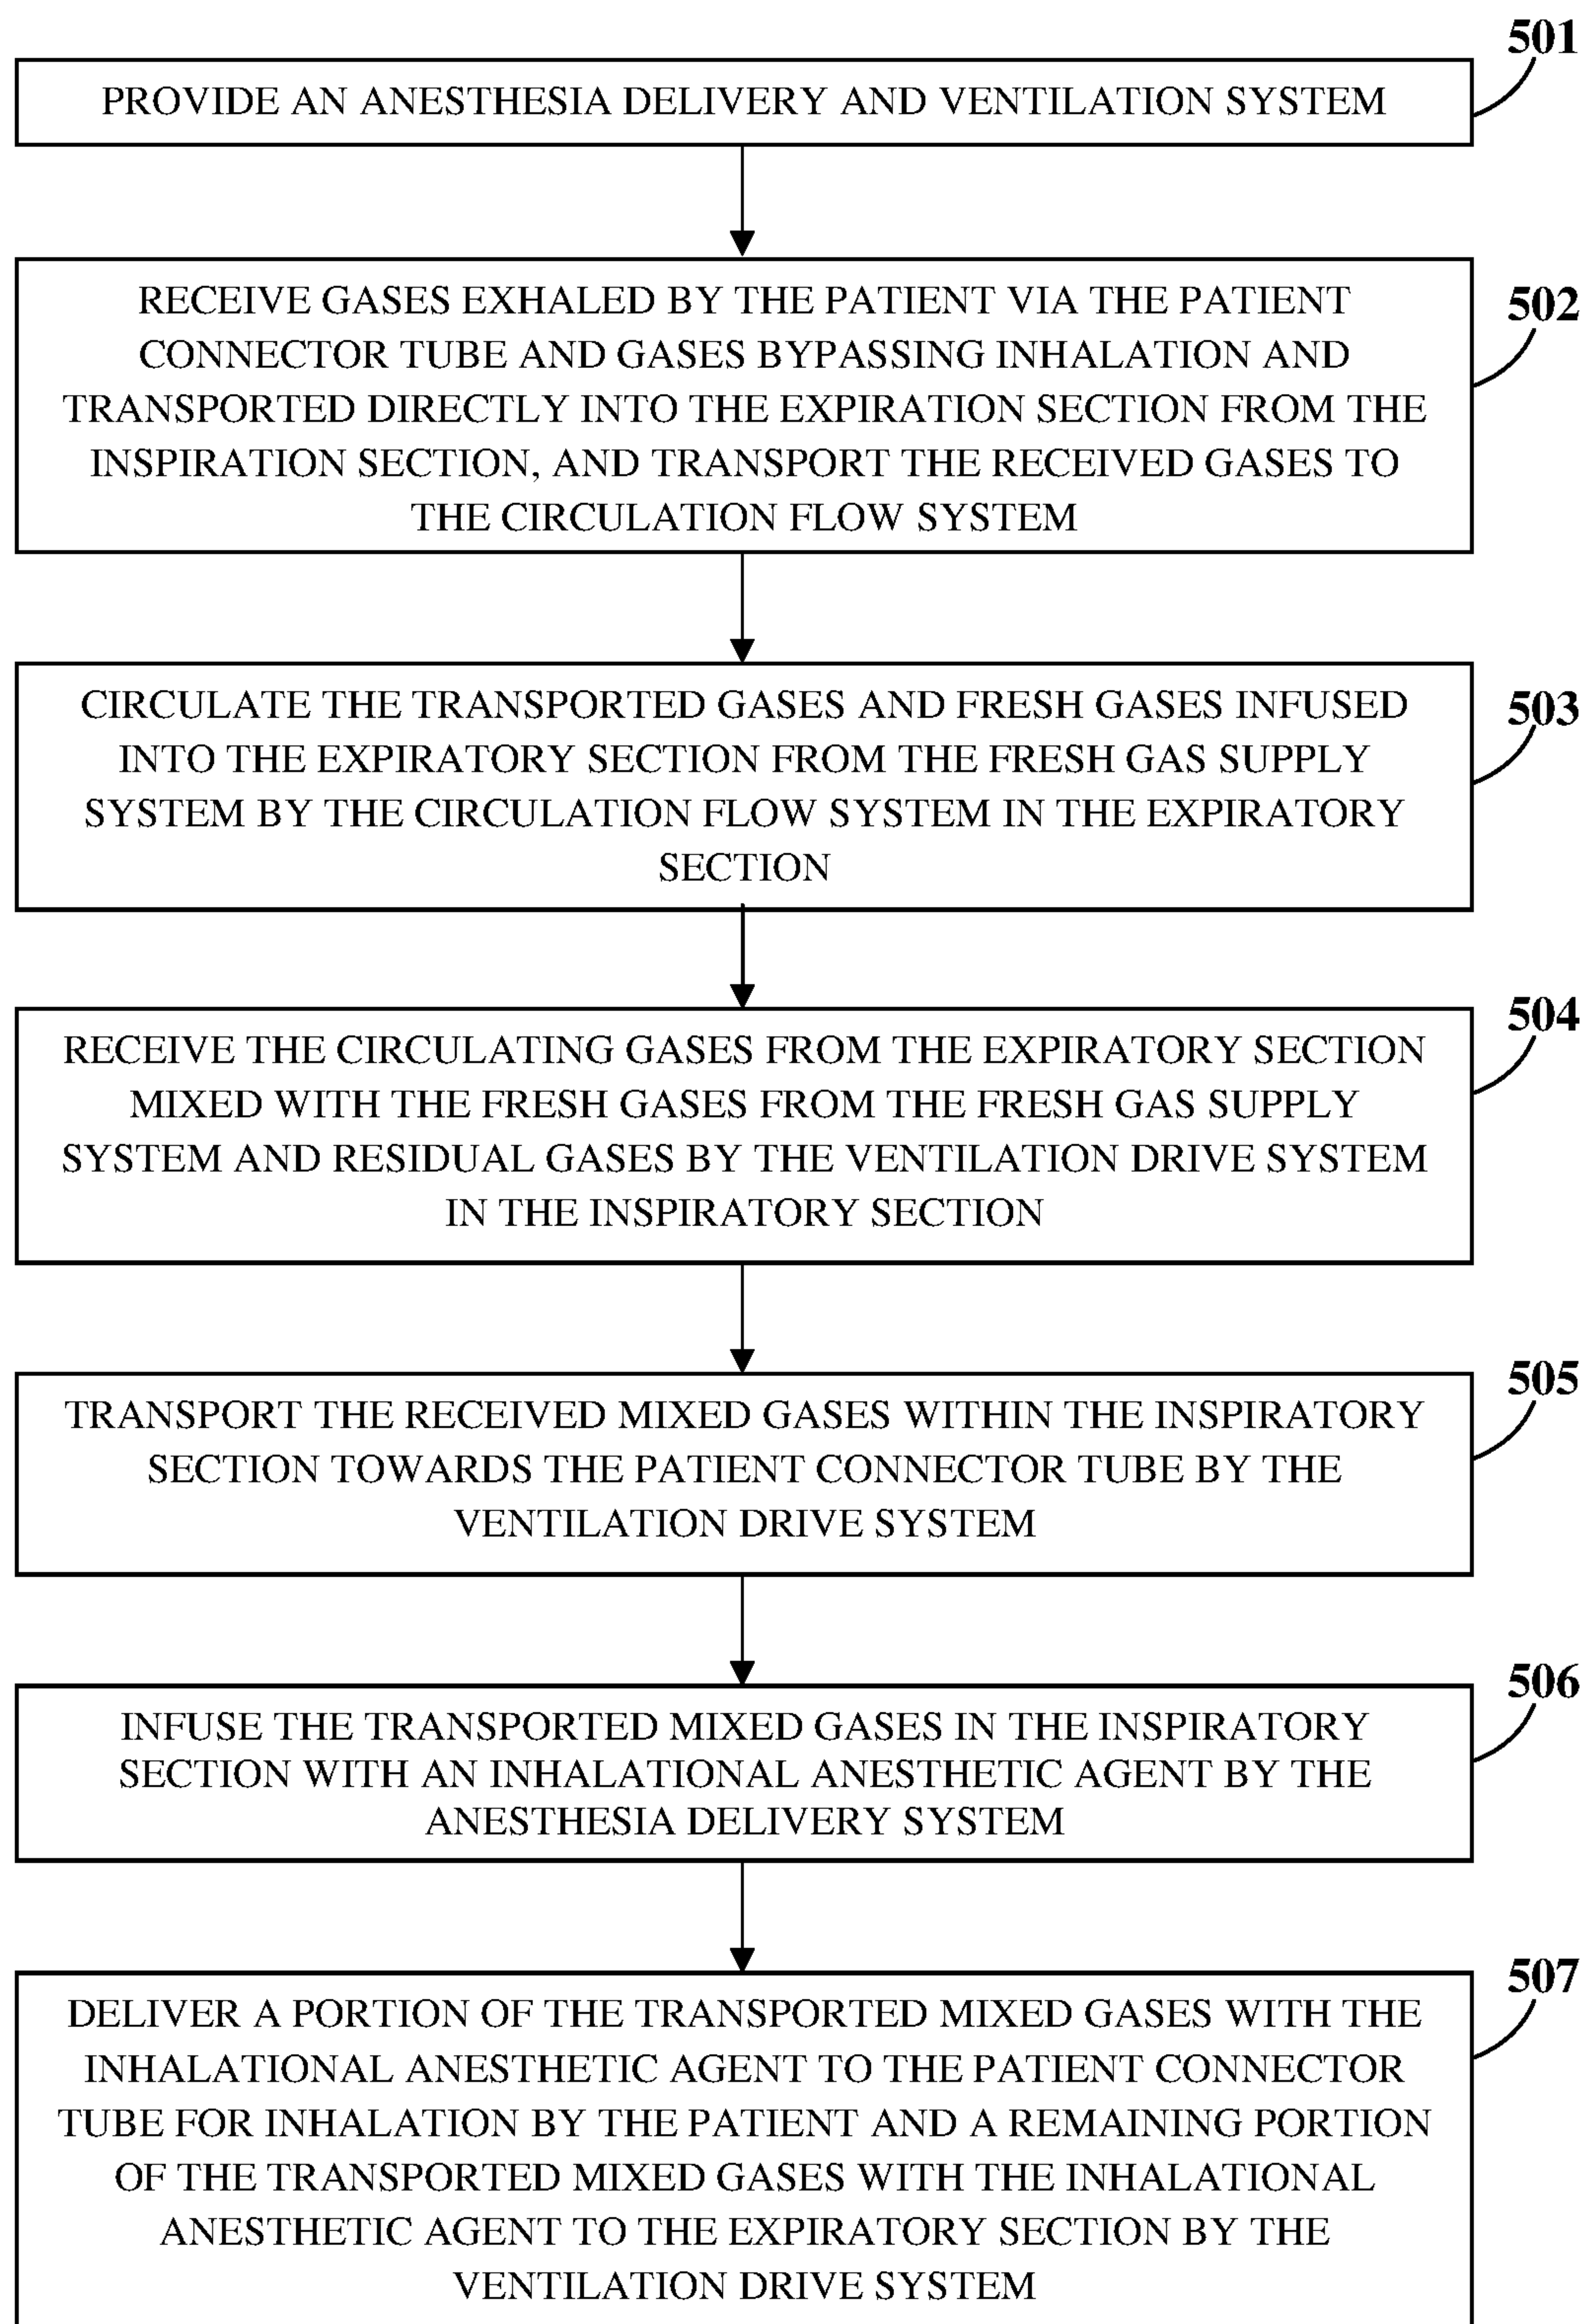 501
PROVIDE AN ANESTHESIA DELIVERY AND VENTILATION SYSTEM
502
RECEIVE GASES EXHALED BY THE PATIENT VIA THE PATIENT
CONNECTOR TUBE AND GASES BYPASSING INHALATION AND
TRANSPORTED DIRECTLY INTO THE EXPIRATION SECTION FROM THE
INSPIRATION SECTION, AND TRANSPORT THE RECEIVED GASES TO
THE CIRCULATION FLOW SYSTEM
503
CIRCULATE THE TRANSPORTED GASES AND FRESH GASES INFUSED
INTO THE EXPIRATORY SECTION FROM THE FRESH GAS SUPPLY
SYSTEM BY THE CIRCULATION FLOW SYSTEM IN THE EXPIRATORY
SECTION
504
RECEIVE THE CIRCULATING GASES FROM THE EXPIRATORY SECTION
MIXED WITH THE FRESH GASES FROM THE FRESH GAS SUPPLY
SYSTEM AND RESIDUAL GASES BY THE VENTILATION DRIVE SYSTEM
IN THE INSPIRATORY SECTION
505
TRANSPORT THE RECEIVED MIXED GASES WITHIN THE INSPIRATORY
SECTION TOWARDS THE PATIENT CONNECTOR TUBE BY THE
VENTILATION DRIVE SYSTEM
506
INFUSE THE TRANSPORTED MIXED GASES IN THE INSPIRATORY
SECTION WITH AN INHALATIONAL ANESTHETIC AGENT BY THE
ANESTHESIA DELIVERY SYSTEM
507
DELIVER A PORTION OF THE TRANSPORTED MIXED GASES WITH THE
INHALATIONAL ANESTHETIC AGENT TO THE PATIENT CONNECTOR
TUBE FOR INHALATION BY THE PATIENT AND A REMAINING PORTION
OF THE TRANSPORTED MIXED GASES WITH THE INHALATIONAL
ANESTHETIC AGENT TO THE EXPIRATORY SECTION BY THE
VENTILATION DRIVE SYSTEM